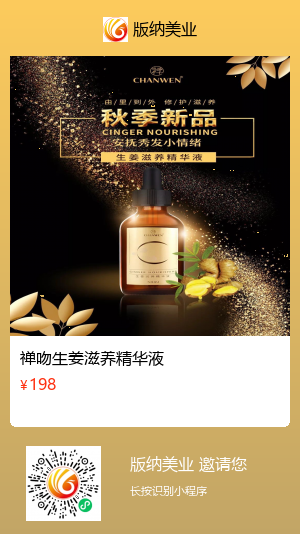 版纳美业
禅吻
CHANWEN
由里到外 修护滋养
秋季新品
CINGER NOURISHING
安抚秀发小情绪
生姜滋养精华液
CHANWEN
禅吻生姜滋养精华液
¥198
版纳美业 邀请您
长按识别小程序